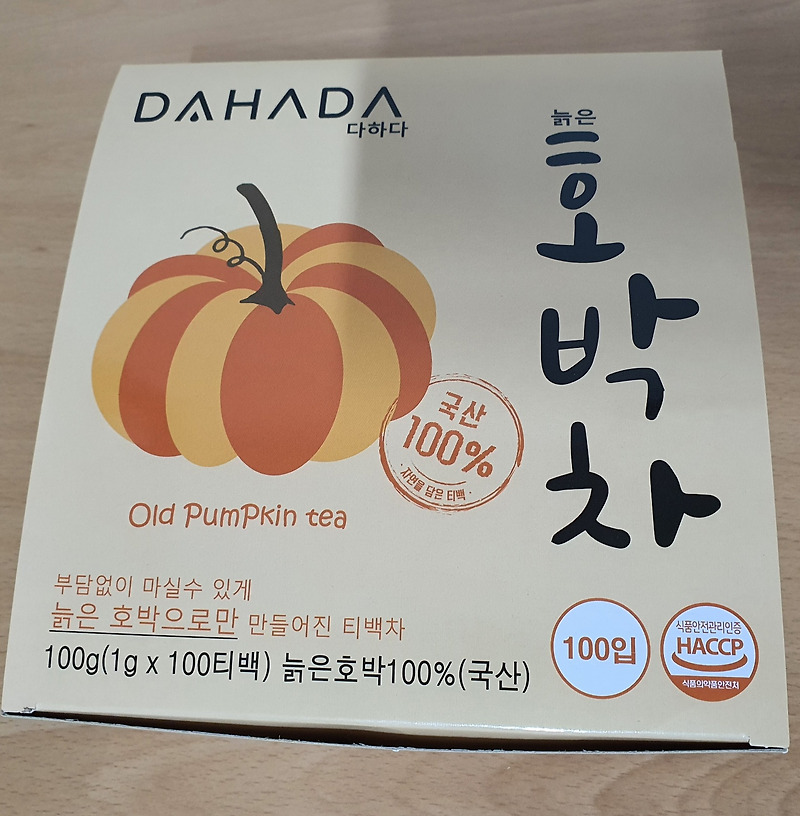 DAHADA
다하다
늙은
호박차
국산
100%
· 자연을 담은 티백 ·
Old PumPkin tea
부담없이 마실수 있게
늙은 호박으로만 만들어진 티백차
100g(1g x 100티백) 늙은호박100%(국산)
100입
식품안전관리인증
HACCP
식품의약품안전처